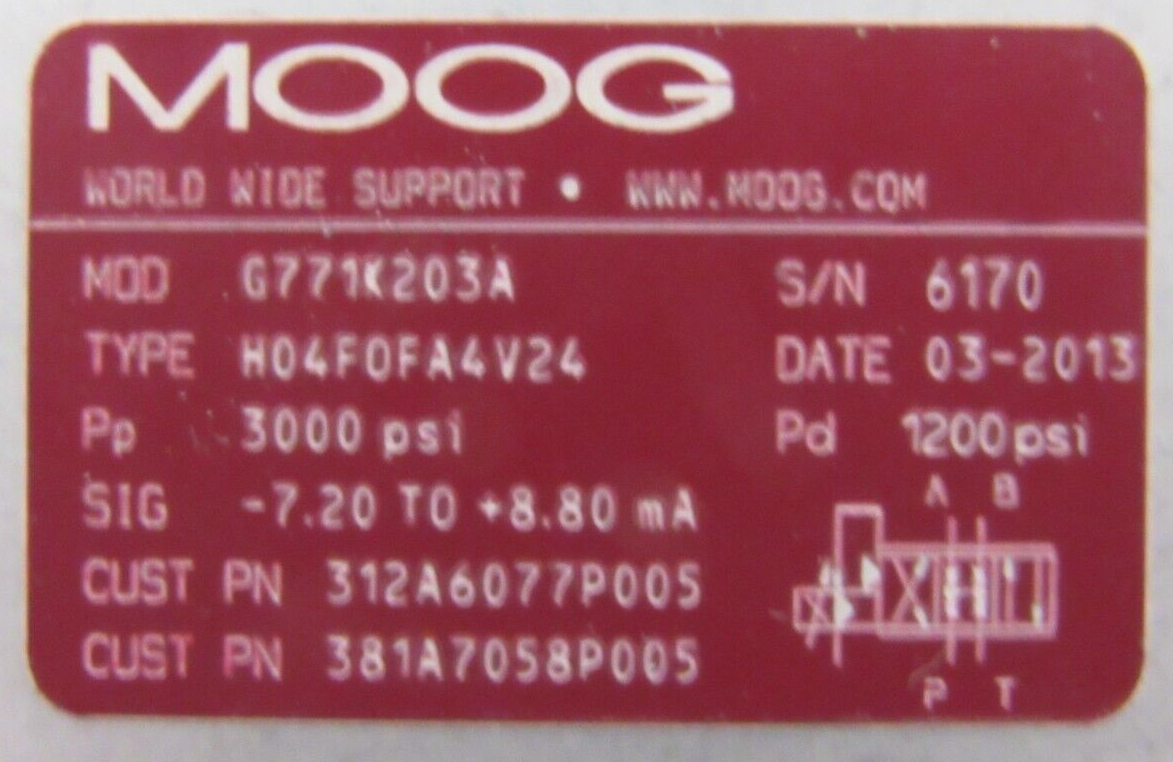 MOOG
WORLD WIDE SUPPORT • WWW.MOOG.COM
MOD G771K203A S/N 6170
TYPE H04F0FA4V24 DATE 03-2013
Pp 3000 psi Pd 1200psi
A B
SIG -7.20 TO +8.80 mA
CUST PN 312A6077P005
CUST PN 381A7058P005
P T